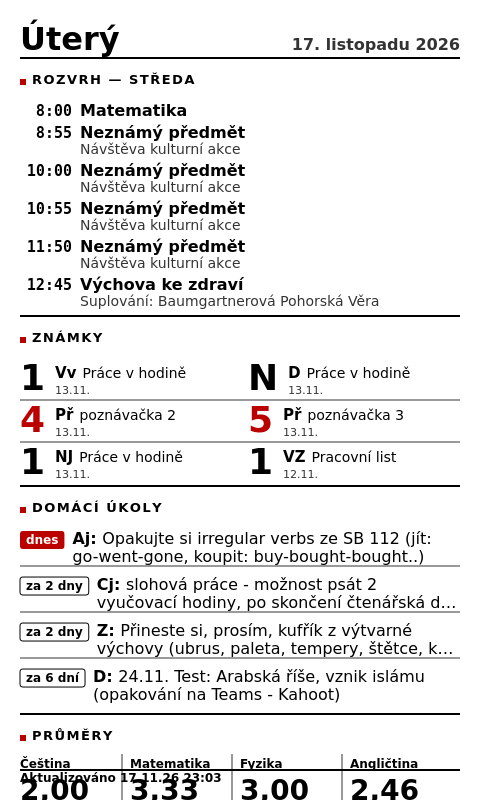 Úterý
17. listopadu 2026
ROZVRH — STŘEDA
8:00 Matematika
8:55 Neznámý předmět
Návštěva kulturní akce
10:00 Neznámý předmět
Návštěva kulturní akce
10:55 Neznámý předmět
Návštěva kulturní akce
11:50 Neznámý předmět
Návštěva kulturní akce
12:45 Výchova ke zdraví
Suplování: Baumgartnerová Pohorská Věra
ZNÁMKY
1 Vv Práce v hodině
13.11.
N D Práce v hodině
13.11.
4 Př poznávačka 2
13.11.
5 Př poznávačka 3
13.11.
1 NJ Práce v hodině
13.11.
1 VZ Pracovní list
12.11.
DOMÁCÍ ÚKOLY
dnes Aj: Opakujte si irregular verbs ze SB 112 (jít:
go-went-gone, koupit: buy-bought-bought..)
za 2 dny Cj: slohová práce - možnost psát 2
vyučovací hodiny, po skončení čtenářská d…
za 2 dny Z: Přineste si, prosím, kufřík z výtvarné
výchovy (ubrus, paleta, tempery, štětce, k…
za 6 dní D: 24.11. Test: Arabská říše, vznik islámu
(opakování na Teams - Kahoot)
PRŮMĚRY
Čeština Matematika Fyzika Angličtina
Aktualizováno 17.11.26 23:03
2.00 3.33 3.00 2.46